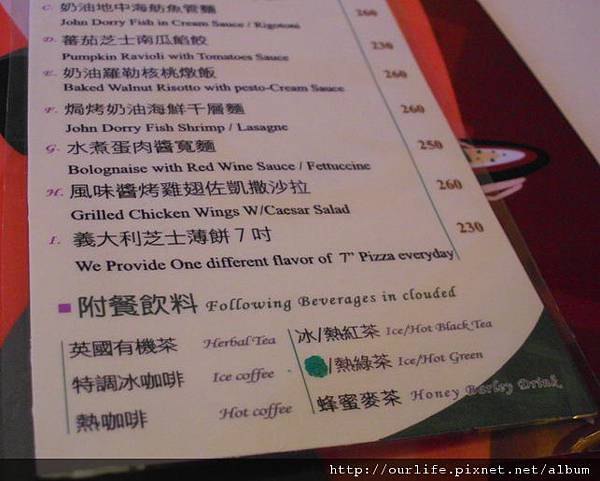 C. 奶油地中海魴魚管麵
260
John Dorry Fish in Cream Sauce / Rigotoni
D. 蕃茄芝士南瓜餡餃
230
Pumpkin Ravioli with Tomatoes Sauce
E. 奶油羅勒核桃燉飯
260
Baked Walnut Risotto with pesto-Cream Sauce
F. 焗烤奶油海鮮千層麵
260
John Dorry Fish Shrimp / Lasagne
G. 水煮蛋肉醬寬麵
250
Bolognaise with Red Wine Sauce / Fettuccine
H. 風味醬烤雞翅佐凱撒沙拉
260
Grilled Chicken Wings W/Caesar Salad
I. 義大利芝士薄餅7吋
230
We Provide One different flavor of 7" Pizza everyday
附餐飲料 Following Beverages in clouded
英國有機茶 Herbal Tea
特調冰咖啡 Ice coffee
熱咖啡 Hot coffee
冰/熱紅茶 Ice/Hot Black Tea
/熱綠茶 Ice/Hot Green
蜂蜜麥茶 Honey Barley Drink
http://ourlife.pixnet.net/album